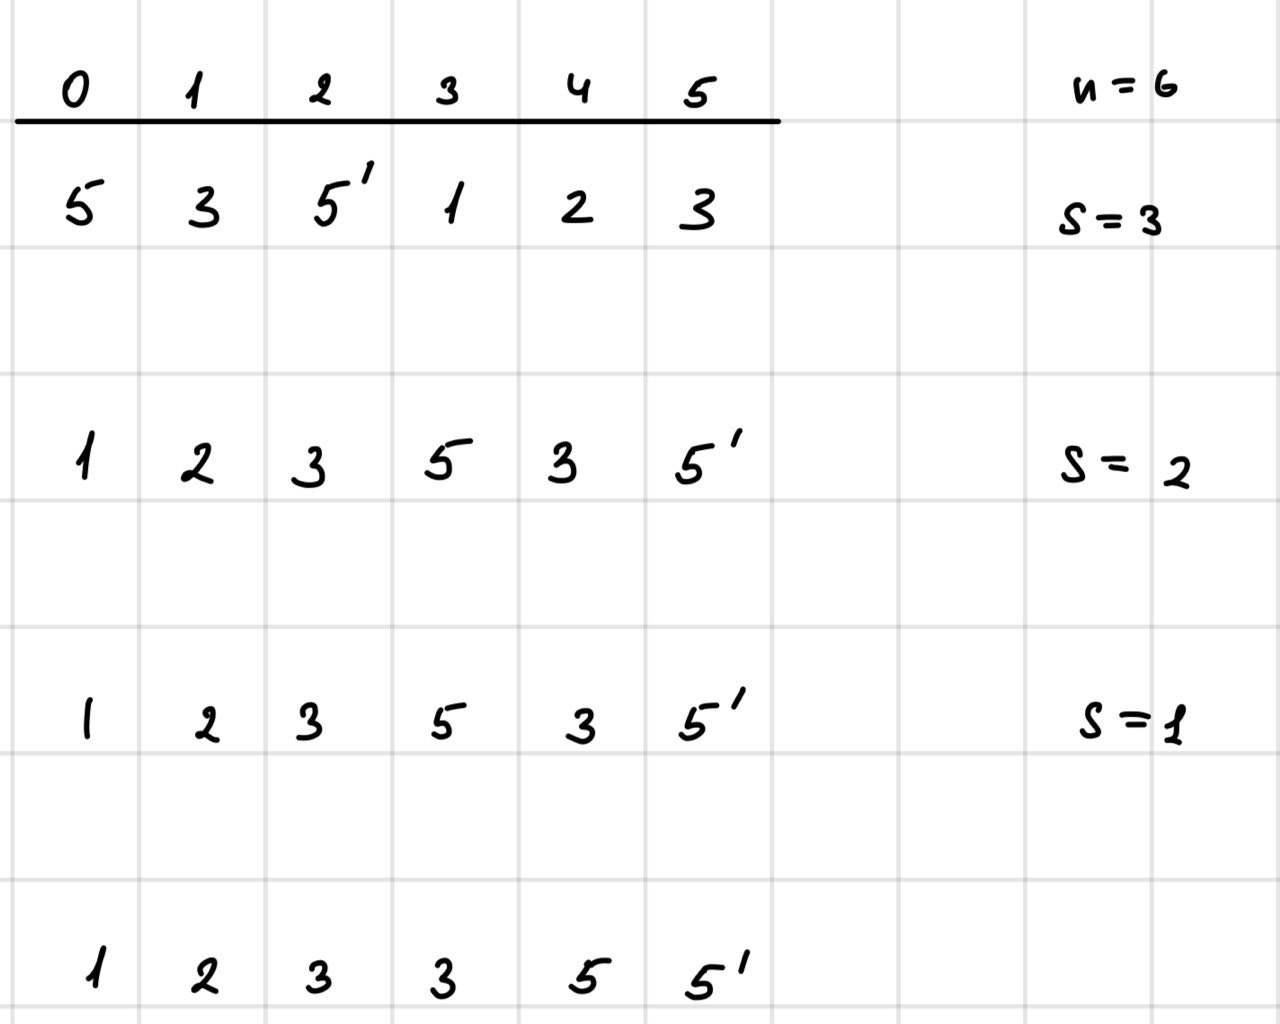 0 1 2 3 4 5 n = 6
5 3 5' 1 2 3 S = 3
1 2 3 5 3 5' S = 2
1 2 3 5 3 5' S = 1
1 2 3 3 5 5'